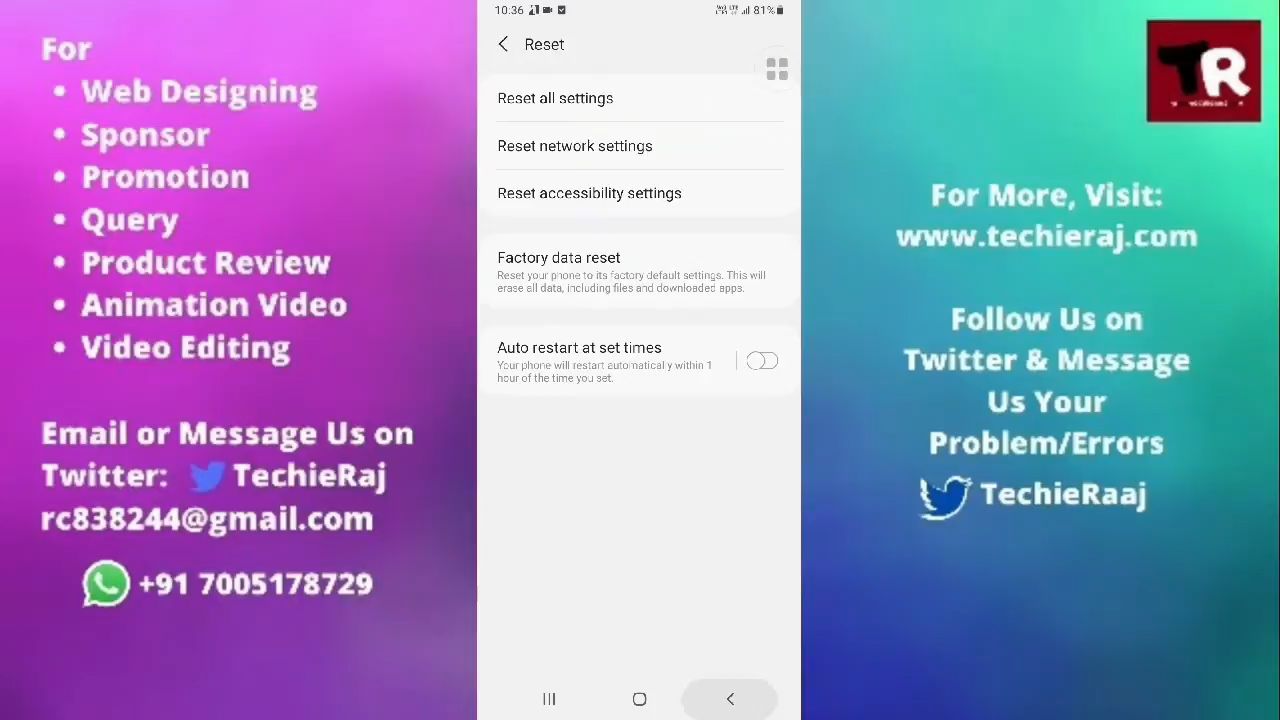 For
• Web Designing
• Sponsor
• Promotion
• Query
• Product Review
• Animation Video
• Video Editing
Email or Message Us on
Twitter: TechieRaj
rc838244@gmail.com
+91 7005178729
10:36
81%
Reset
Reset all settings
Reset network settings
Reset accessibility settings
Factory data reset
Reset your phone to its factory default settings. This will
erase all data, including files and downloaded apps.
Auto restart at set times
Your phone will restart automatically within 1
hour of the time you set.
TR
For More, Visit:
www.techieraj.com
Follow Us on
Twitter & Message
Us Your
Problem/Errors
TechieRaaj